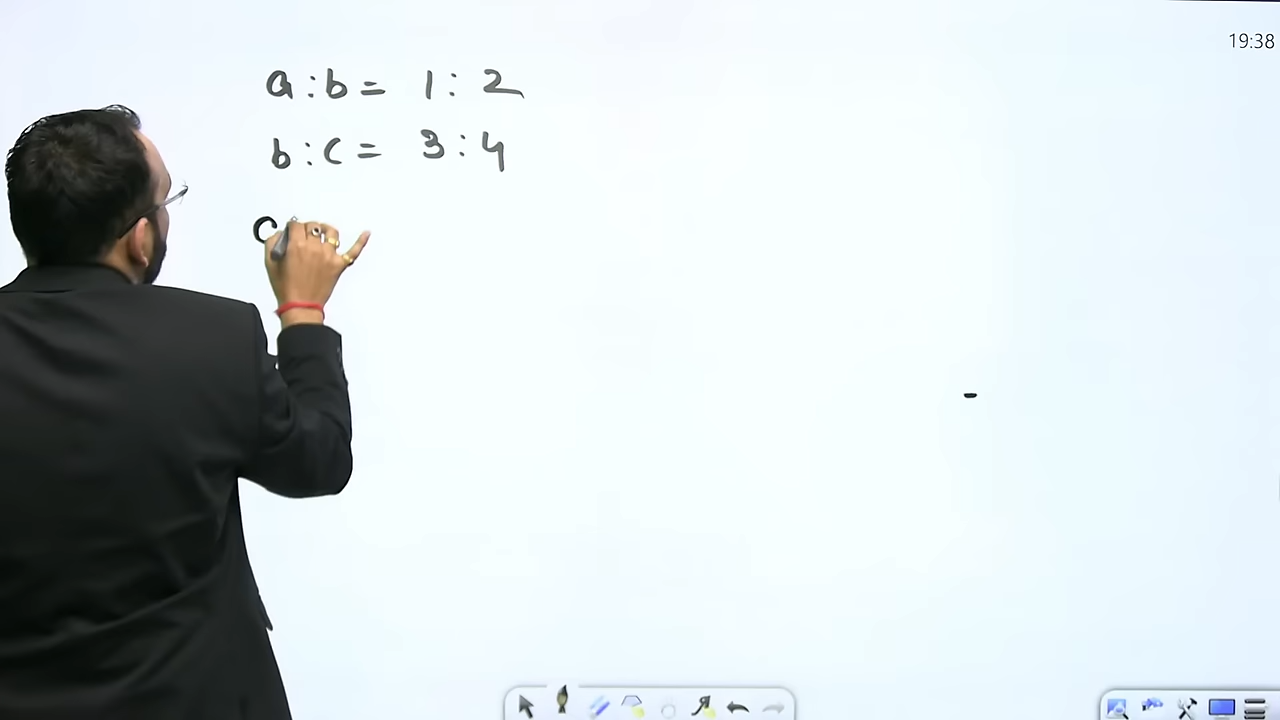 19:38
a:b = 1:2
b:c = 3:4